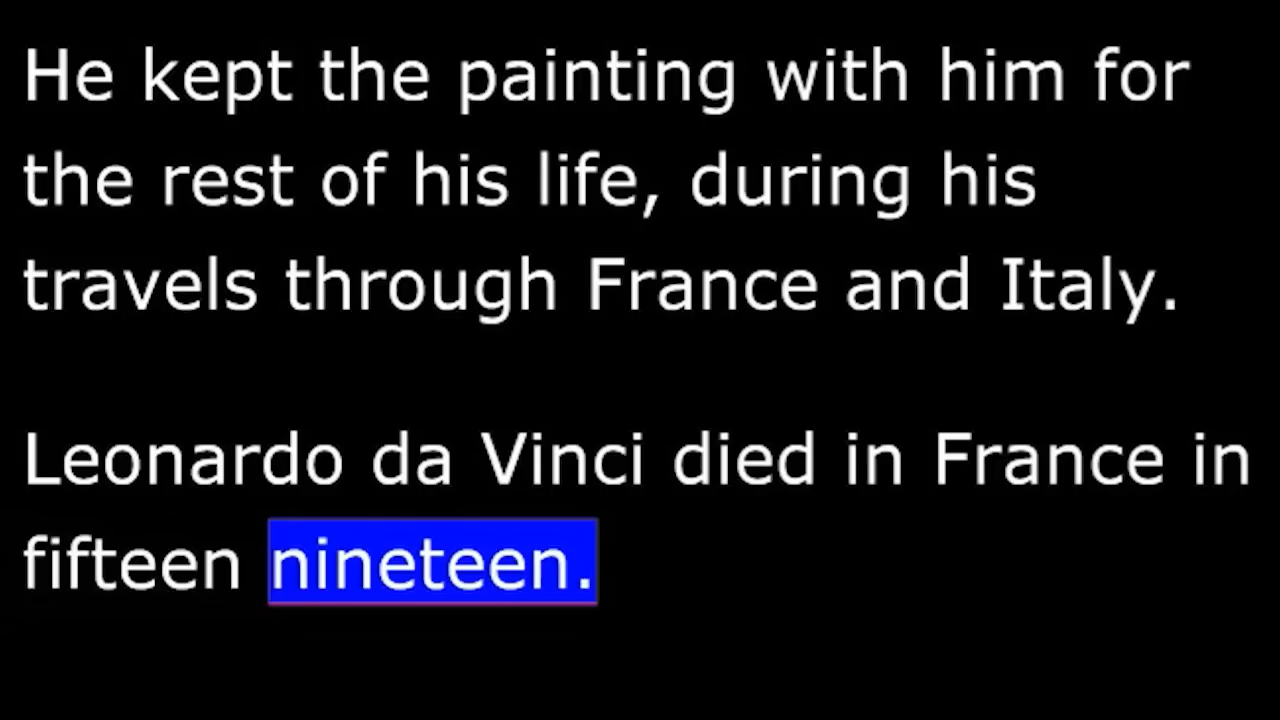 He kept the painting with him for
the rest of his life, during his
travels through France and Italy.
Leonardo da Vinci died in France in
fifteen nineteen.